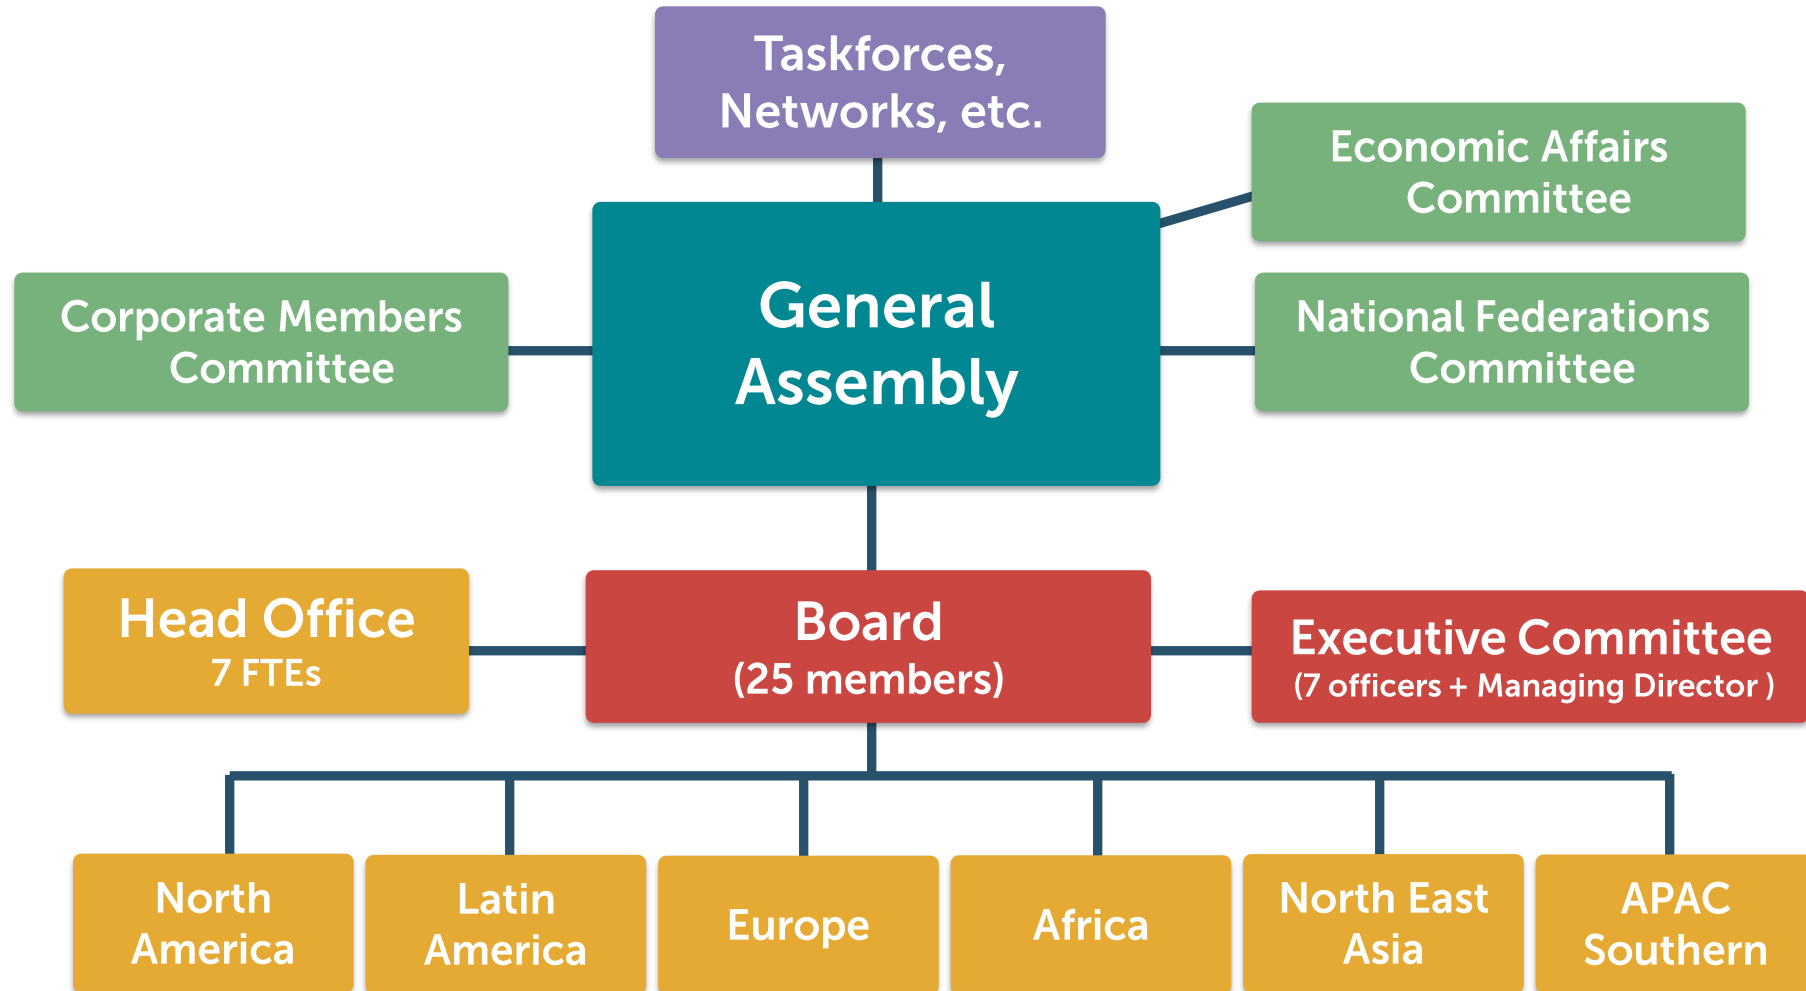 Taskforces,
Networks, etc.
Economic Affairs
Committee
Corporate Members
Committee
General
Assembly
National Federations
Committee
Head Office
7 FTEs
Board
(25 members)
Executive Committee
(7 officers + Managing Director )
North
America
Latin
America
Europe
Africa
North East
Asia
APAC
Southern